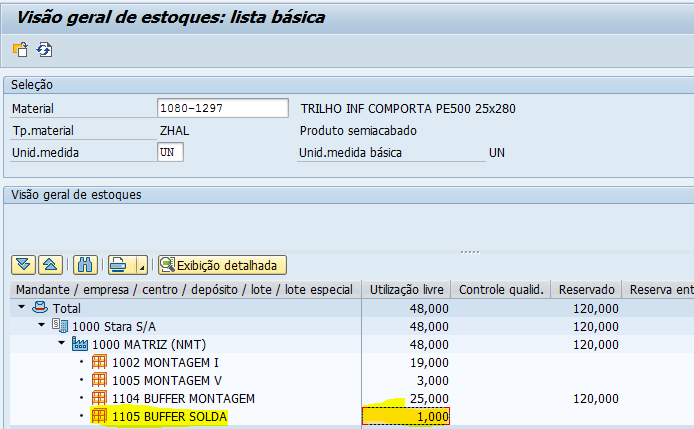 Visão geral de estoques: lista básica
Seleção
Material 1080-1297 TRILHO INF COMPORTA PE500 25x280
Tp.material ZHAL Produto semiacabado
Unid.medida UN Unid.medida básica UN
Visão geral de estoques
Exibição detalhada
Mandante / empresa / centro / depósito / lote / lote especial Utilização livre Controle qualid. Reservado Reserva ent
Total 48,000 120,000
1000 Stara S/A 48,000 120,000
1000 MATRIZ (NMT) 48,000 120,000
1002 MONTAGEM I 19,000
1005 MONTAGEM V 3,000
1104 BUFFER MONTAGEM 25,000 120,000
1105 BUFFER SOLDA 1,000